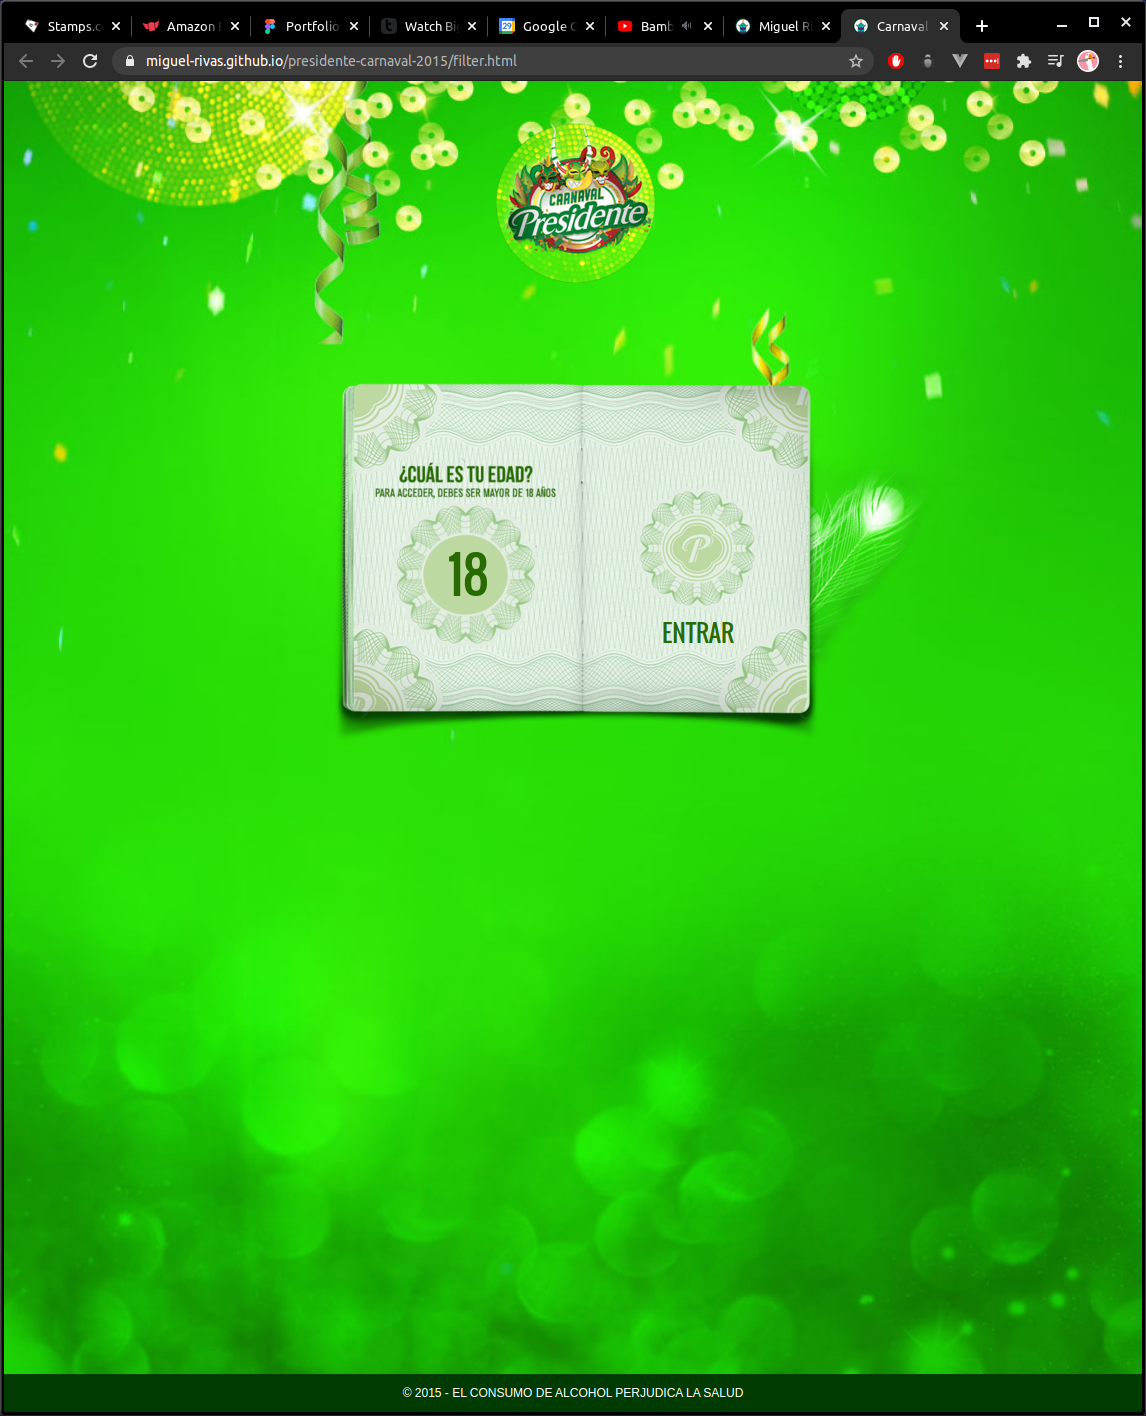 Stamps.c
Amazon
Portfolio
Watch Bi
29
Google C
Bamb
Miguel Ri
Carnaval
miguel-rivas.github.io/presidente-carnaval-2015/filter.html
CARNAVAL
Presidente
¿CUÁL ES TU EDAD?
PARA ACCEDER, DEBES SER MAYOR DE 18 AÑOS
18
P
ENTRAR
© 2015 - EL CONSUMO DE ALCOHOL PERJUDICA LA SALUD